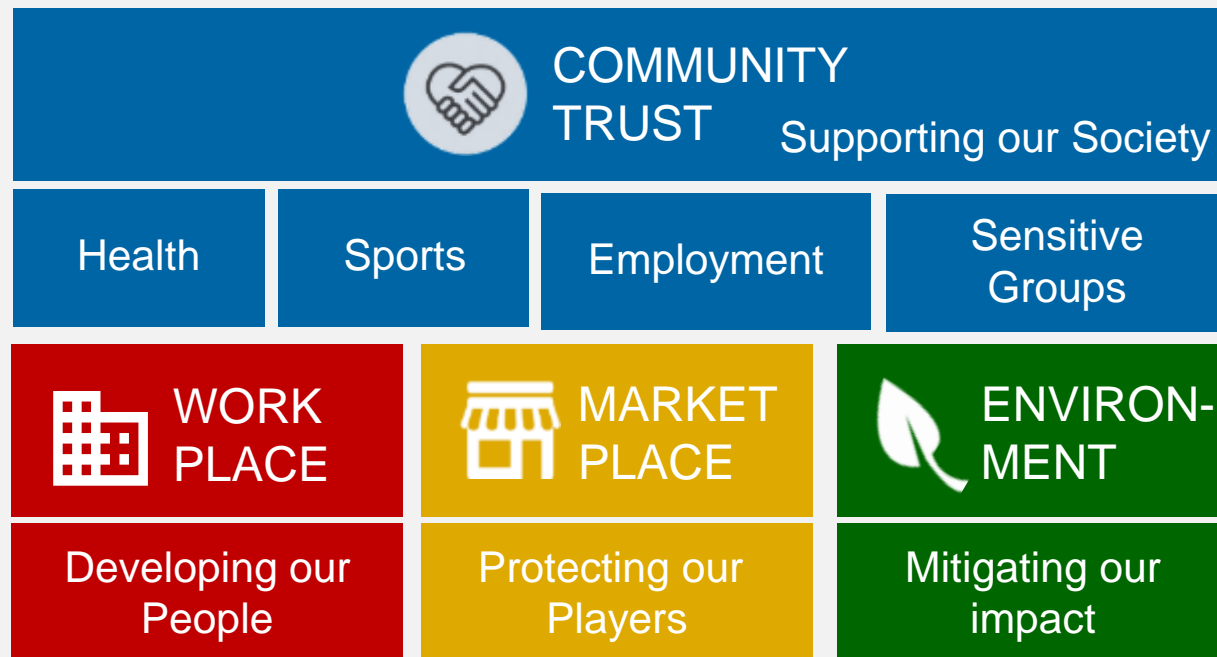 COMMUNITY
TRUST
Supporting our Society
Health
Sports
Employment
Sensitive
Groups
WORK
PLACE
MARKET
PLACE
ENVIRON-
MENT
Developing our
People
Protecting our
Players
Mitigating our
impact